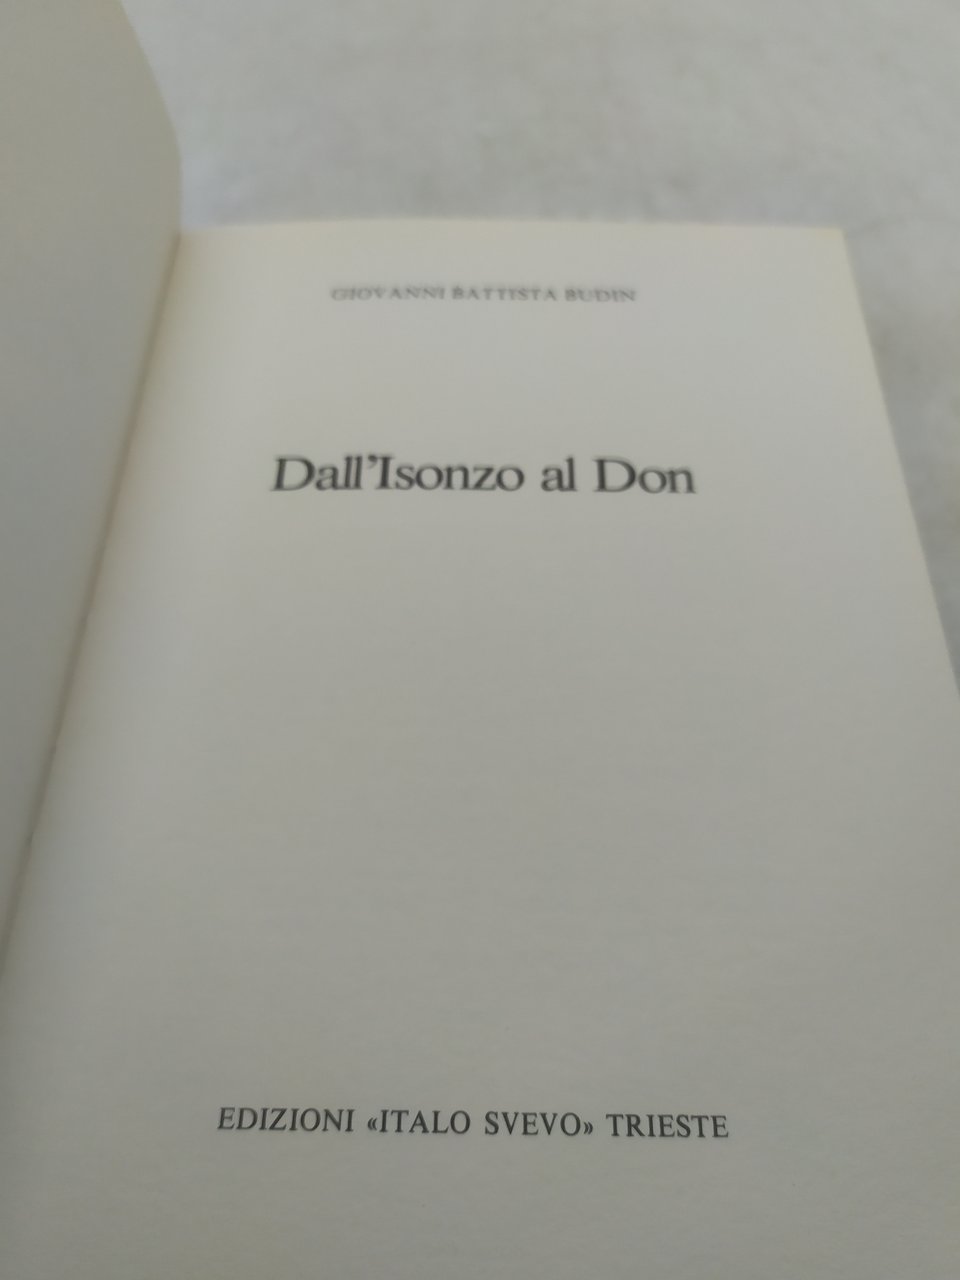 GIOVANNI BATTISTA BUDIN
Dall'Isonzo al Don
EDIZIONI «ITALO SVEVO» TRIESTE